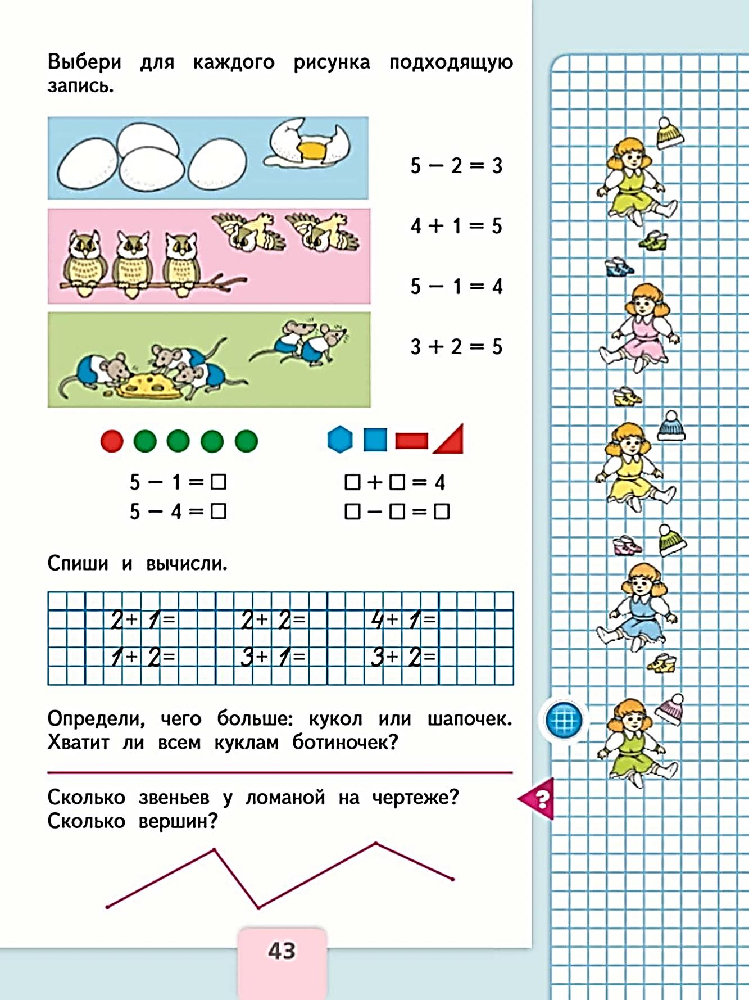 Выбери для каждого рисунка подходящую
запись.
5 − 2 = 3
4 + 1 = 5
5 − 1 = 4
3 + 2 = 5
5 − 1 = □
5 − 4 = □
□ + □ = 4
□ − □ = □
Спиши и вычисли.
2+ 1= 2+ 2= 4+ 1=
1+ 2= 3+ 1= 3+ 2=
Определи, чего больше: кукол или шапочек.
Хватит ли всем куклам ботиночек?
Сколько звеньев у ломаной на чертеже?
?
Сколько вершин?
43